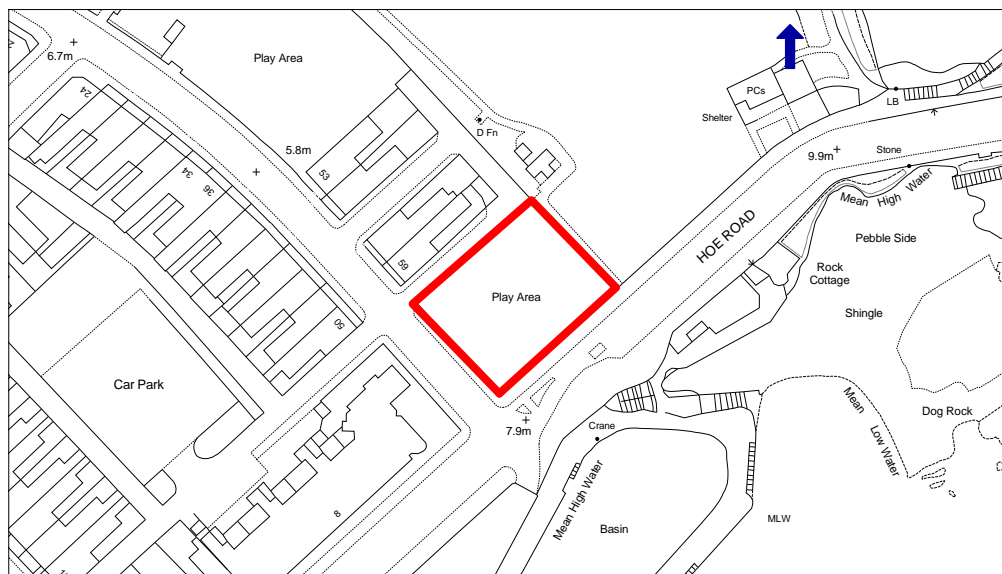 6.7m
Play Area
24
34
36
5.8m
53
59
50
D Fn
PCs
Shelter
LB
9.9m
Stone
HOE ROAD
Mean High Water
Pebble Side
Rock
Cottage
Shingle
Play Area
Car Park
7.9m
Crane
Mean High Water
Basin
8
MLW
Mean Low Water
Dog Rock